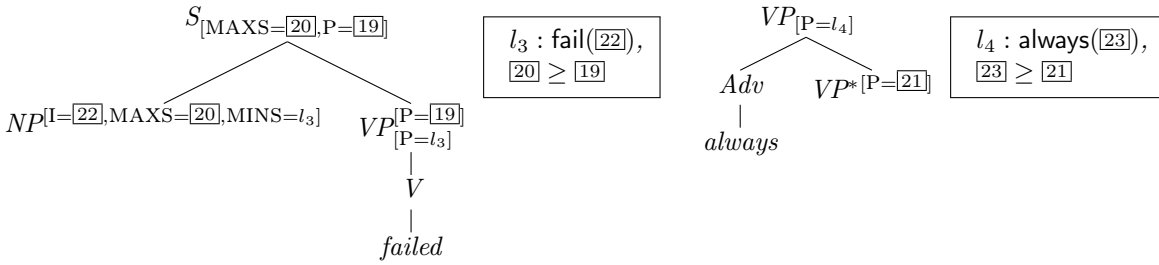 S[MAXS=20,P=19]
l3 : fail(22),
20 ≥ 19
NP[I=22,MAXS=20,MINS=l3]
VP[P=19]
[P=l3]
V
failed
VP[P=l4]
l4 : always(23),
23 ≥ 21
Adv
VP*[P=21]
always